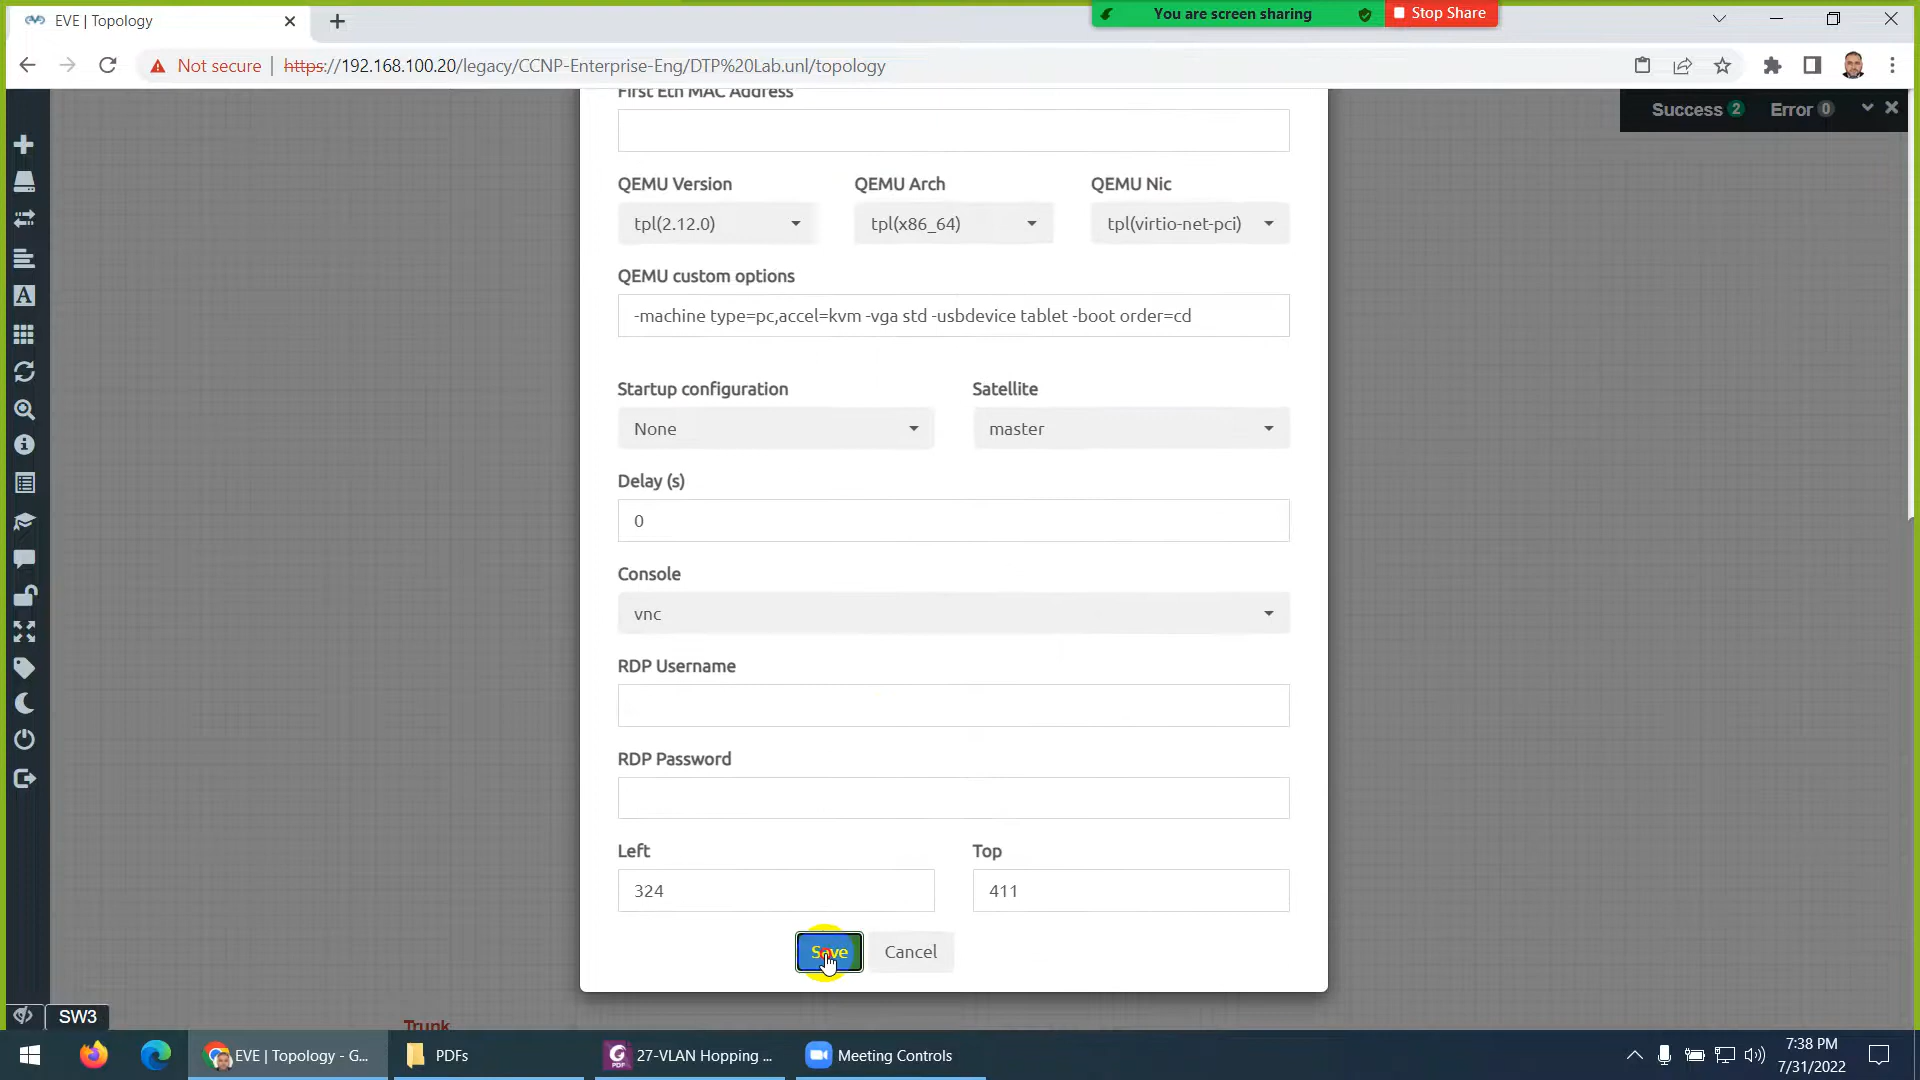 EVE | Topology
You are screen sharing
Stop Share
Not secure
https://192.168.100.20/legacy/CCNP-Enterprise-Eng/DTP%20Lab.unl/topology
First Eth MAC Address
Success 2 Error 0
QEMU Version QEMU Arch QEMU Nic
tpl(2.12.0) tpl(x86_64) tpl(virtio-net-pci)
QEMU custom options
-machine type=pc,accel=kvm -vga std -usbdevice tablet -boot order=cd
Startup configuration Satellite
None master
Delay (s)
0
Console
vnc
RDP Username
RDP Password
Left Top
324 411
Save Cancel
SW3
Trunk
EVE | Topology - G...
PDFs
27-VLAN Hopping ...
Meeting Controls
7:38 PM
7/31/2022